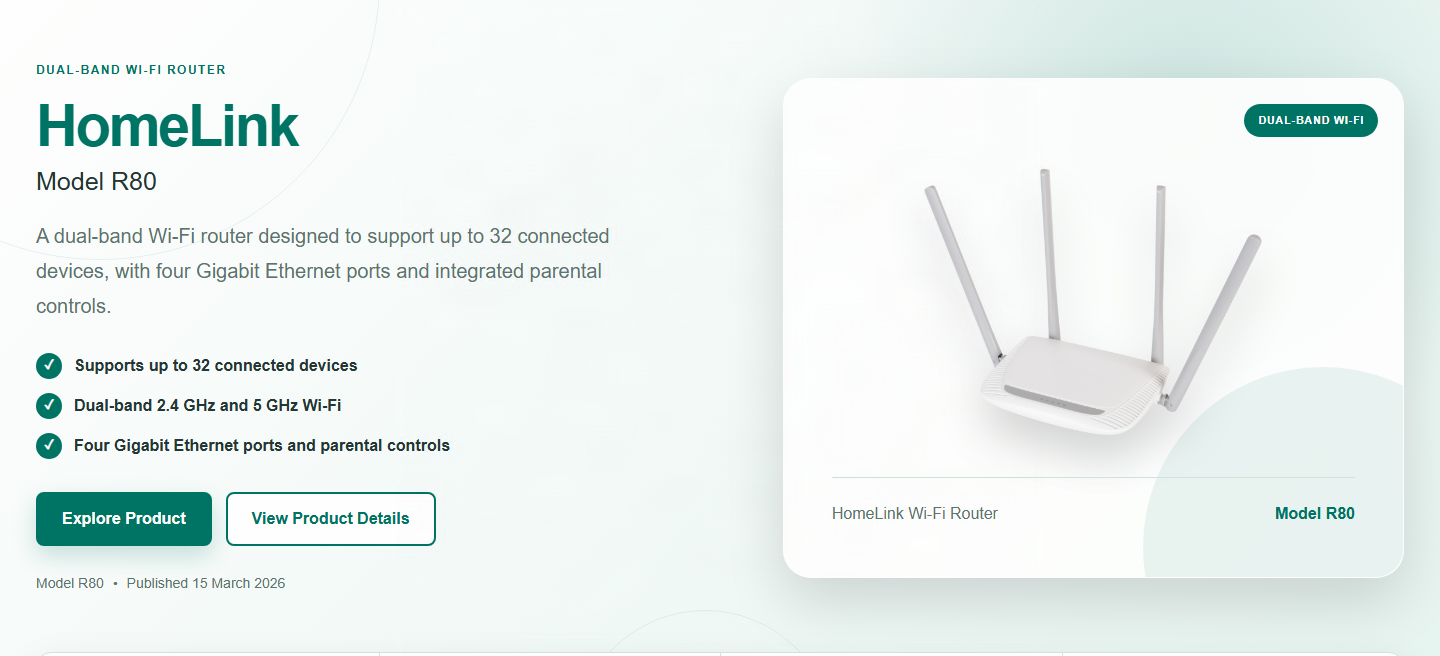 DUAL-BAND WI-FI ROUTER
HomeLink
Model R80
A dual-band Wi-Fi router designed to support up to 32 connected
devices, with four Gigabit Ethernet ports and integrated parental
controls.
Supports up to 32 connected devices
Dual-band 2.4 GHz and 5 GHz Wi-Fi
Four Gigabit Ethernet ports and parental controls
Explore Product
View Product Details
Model R80 • Published 15 March 2026
DUAL-BAND WI-FI
HomeLink Wi-Fi Router
Model R80